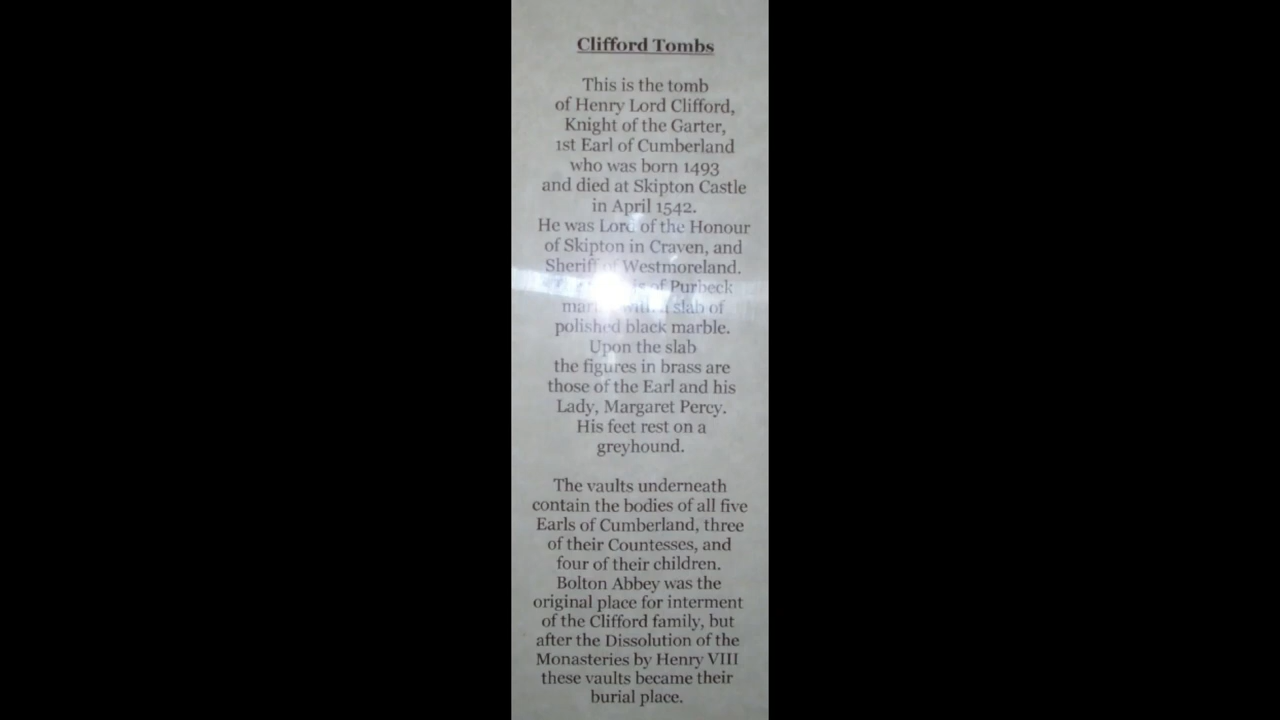 Clifford Tombs
This is the tomb
of Henry Lord Clifford,
Knight of the Garter,
1st Earl of Cumberland
who was born 1493
and died at Skipton Castle
in April 1542.
He was Lord of the Honour
of Skipton in Craven, and
Sheriff of Westmoreland.
is of Purbeck
marble with a slab of
polished black marble.
Upon the slab
the figures in brass are
those of the Earl and his
Lady, Margaret Percy.
His feet rest on a
greyhound.
The vaults underneath
contain the bodies of all five
Earls of Cumberland, three
of their Countesses, and
four of their children.
Bolton Abbey was the
original place for interment
of the Clifford family, but
after the Dissolution of the
Monasteries by Henry VIII
these vaults became their
burial place.